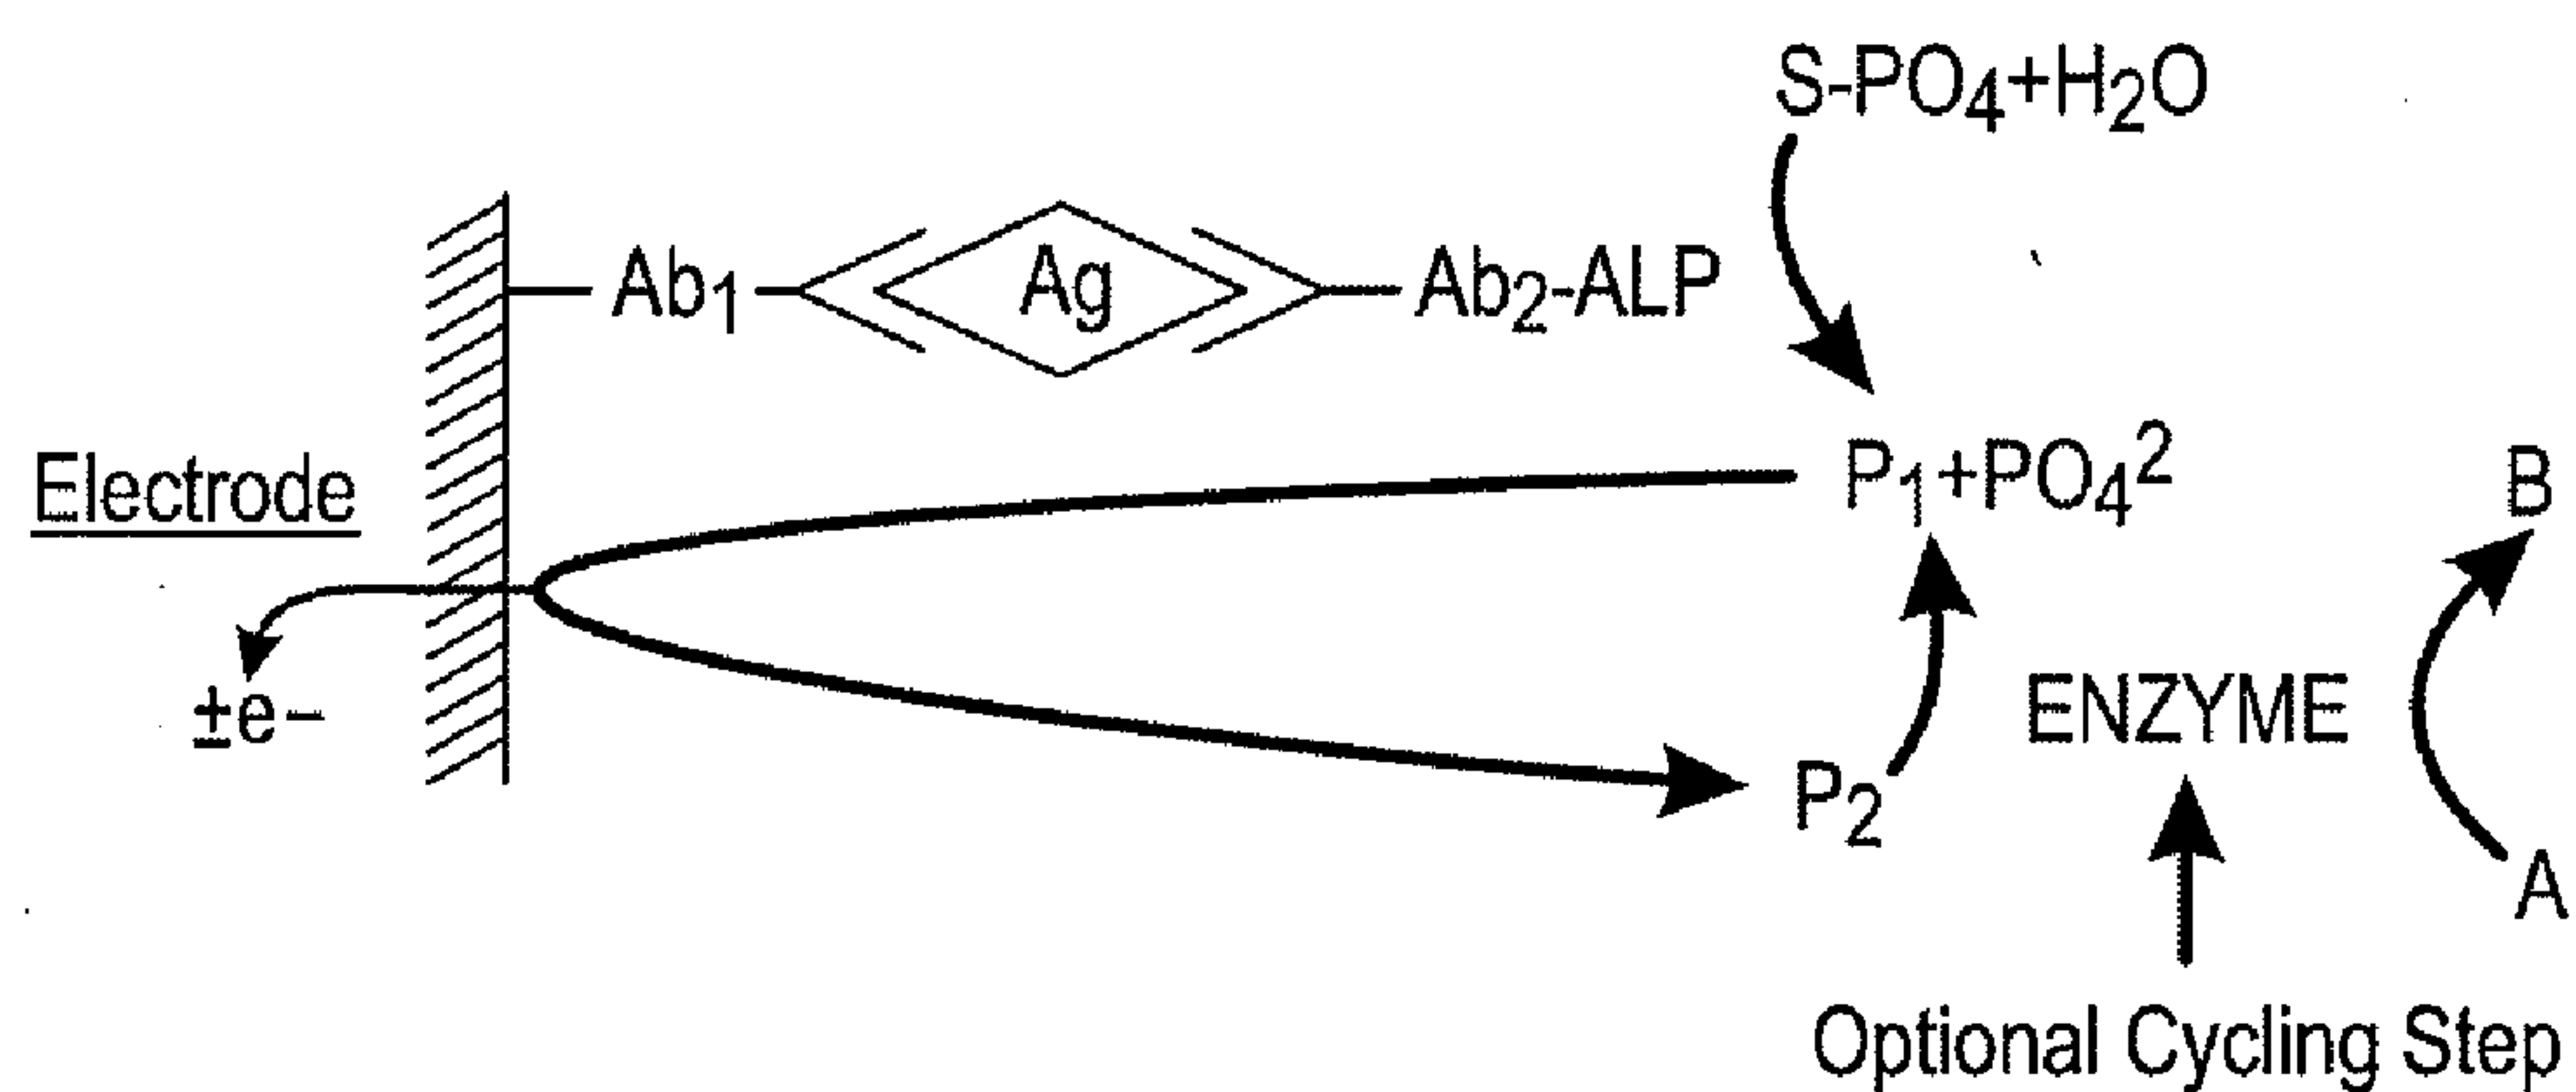 S-PO₄+H₂O
Ab₁ Ag Ab₂-ALP
Electrode
P₁+PO₄²
B
±e−
ENZYME
P₂
A
Optional Cycling Step